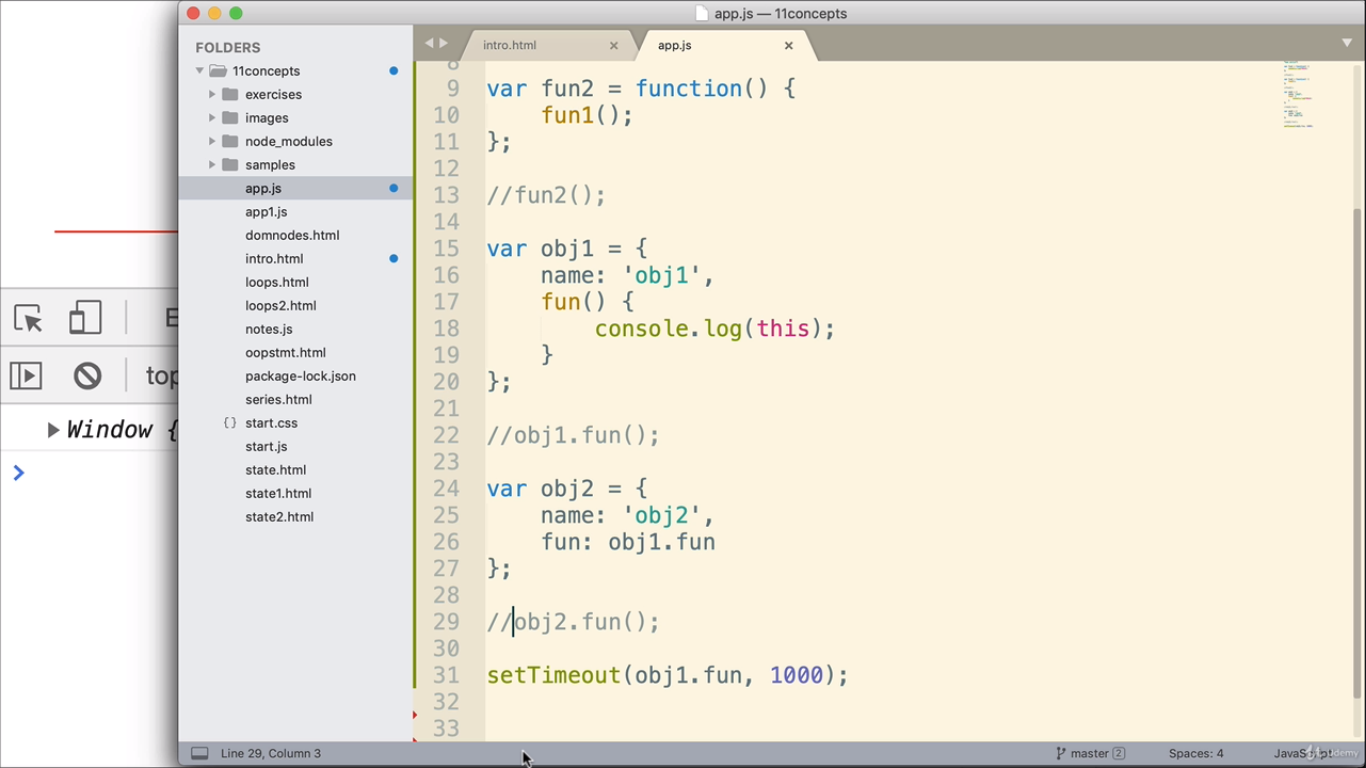 app.js — 11concepts
FOLDERS
11concepts
exercises
images
node_modules
samples
app.js
app1.js
domnodes.html
intro.html
loops.html
loops2.html
notes.js
oopstmt.html
package-lock.json
series.html
{} start.css
start.js
state.html
state1.html
state2.html
E
top
Window {
intro.html
app.js
8
9 var fun2 = function() {
10 fun1();
11 };
12
13 //fun2();
14
15 var obj1 = {
16 name: 'obj1',
17 fun() {
18 console.log(this);
19 }
20 };
21
22 //obj1.fun();
23
24 var obj2 = {
25 name: 'obj2',
26 fun: obj1.fun
27 };
28
29 //obj2.fun();
30
31 setTimeout(obj1.fun, 1000);
32
33
Line 29, Column 3
master 2
Spaces: 4
JavaScript
Udemy